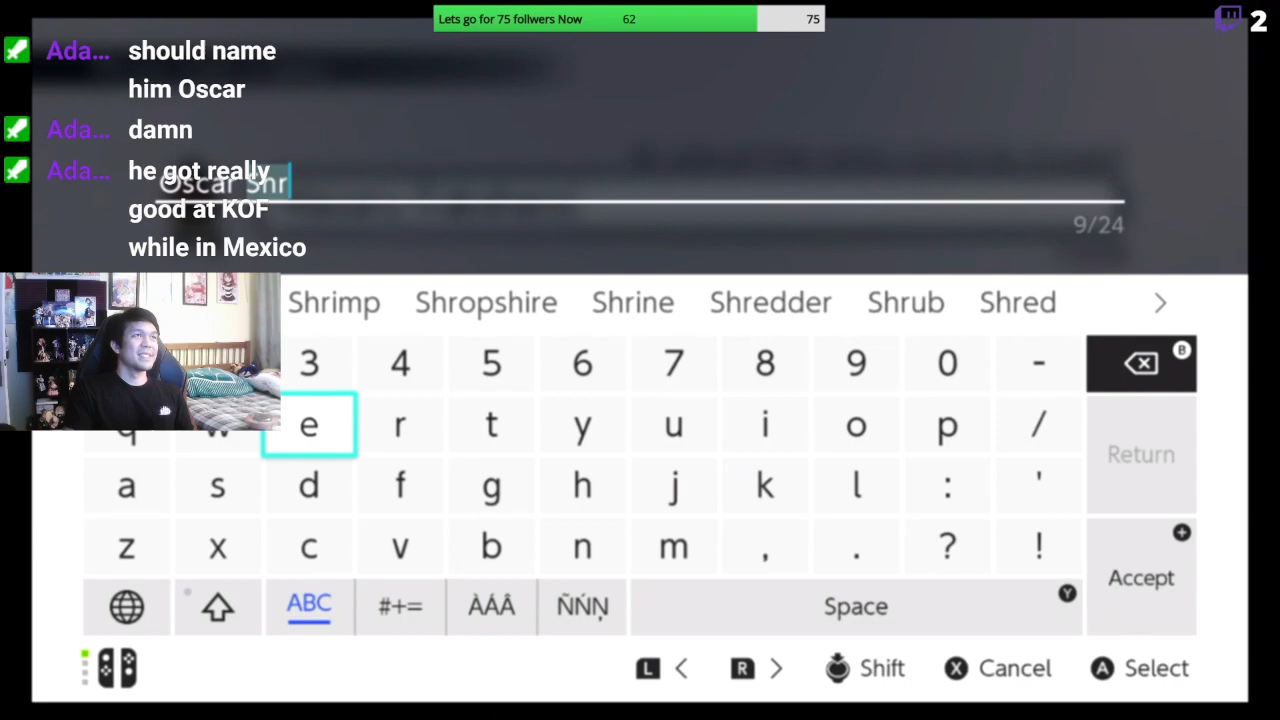 Lets go for 75 follwers Now 62 75
2
Ada... should name
him Oscar
Ada... damn
Ada... he got really
good at KOF
while in Mexico
Oscar Shr
9/24
Shrimp Shropshire Shrine Shredder Shrub Shred >
3 4 5 6 7 8 9 0 - B
q w e r t y u i o p / Return
a s d f g h j k l : '
z x c v b n m , . ? ! +
Accept
ABC #+= ÀÁÂ ÑŃŅ Space Y
L < R > Shift X Cancel A Select